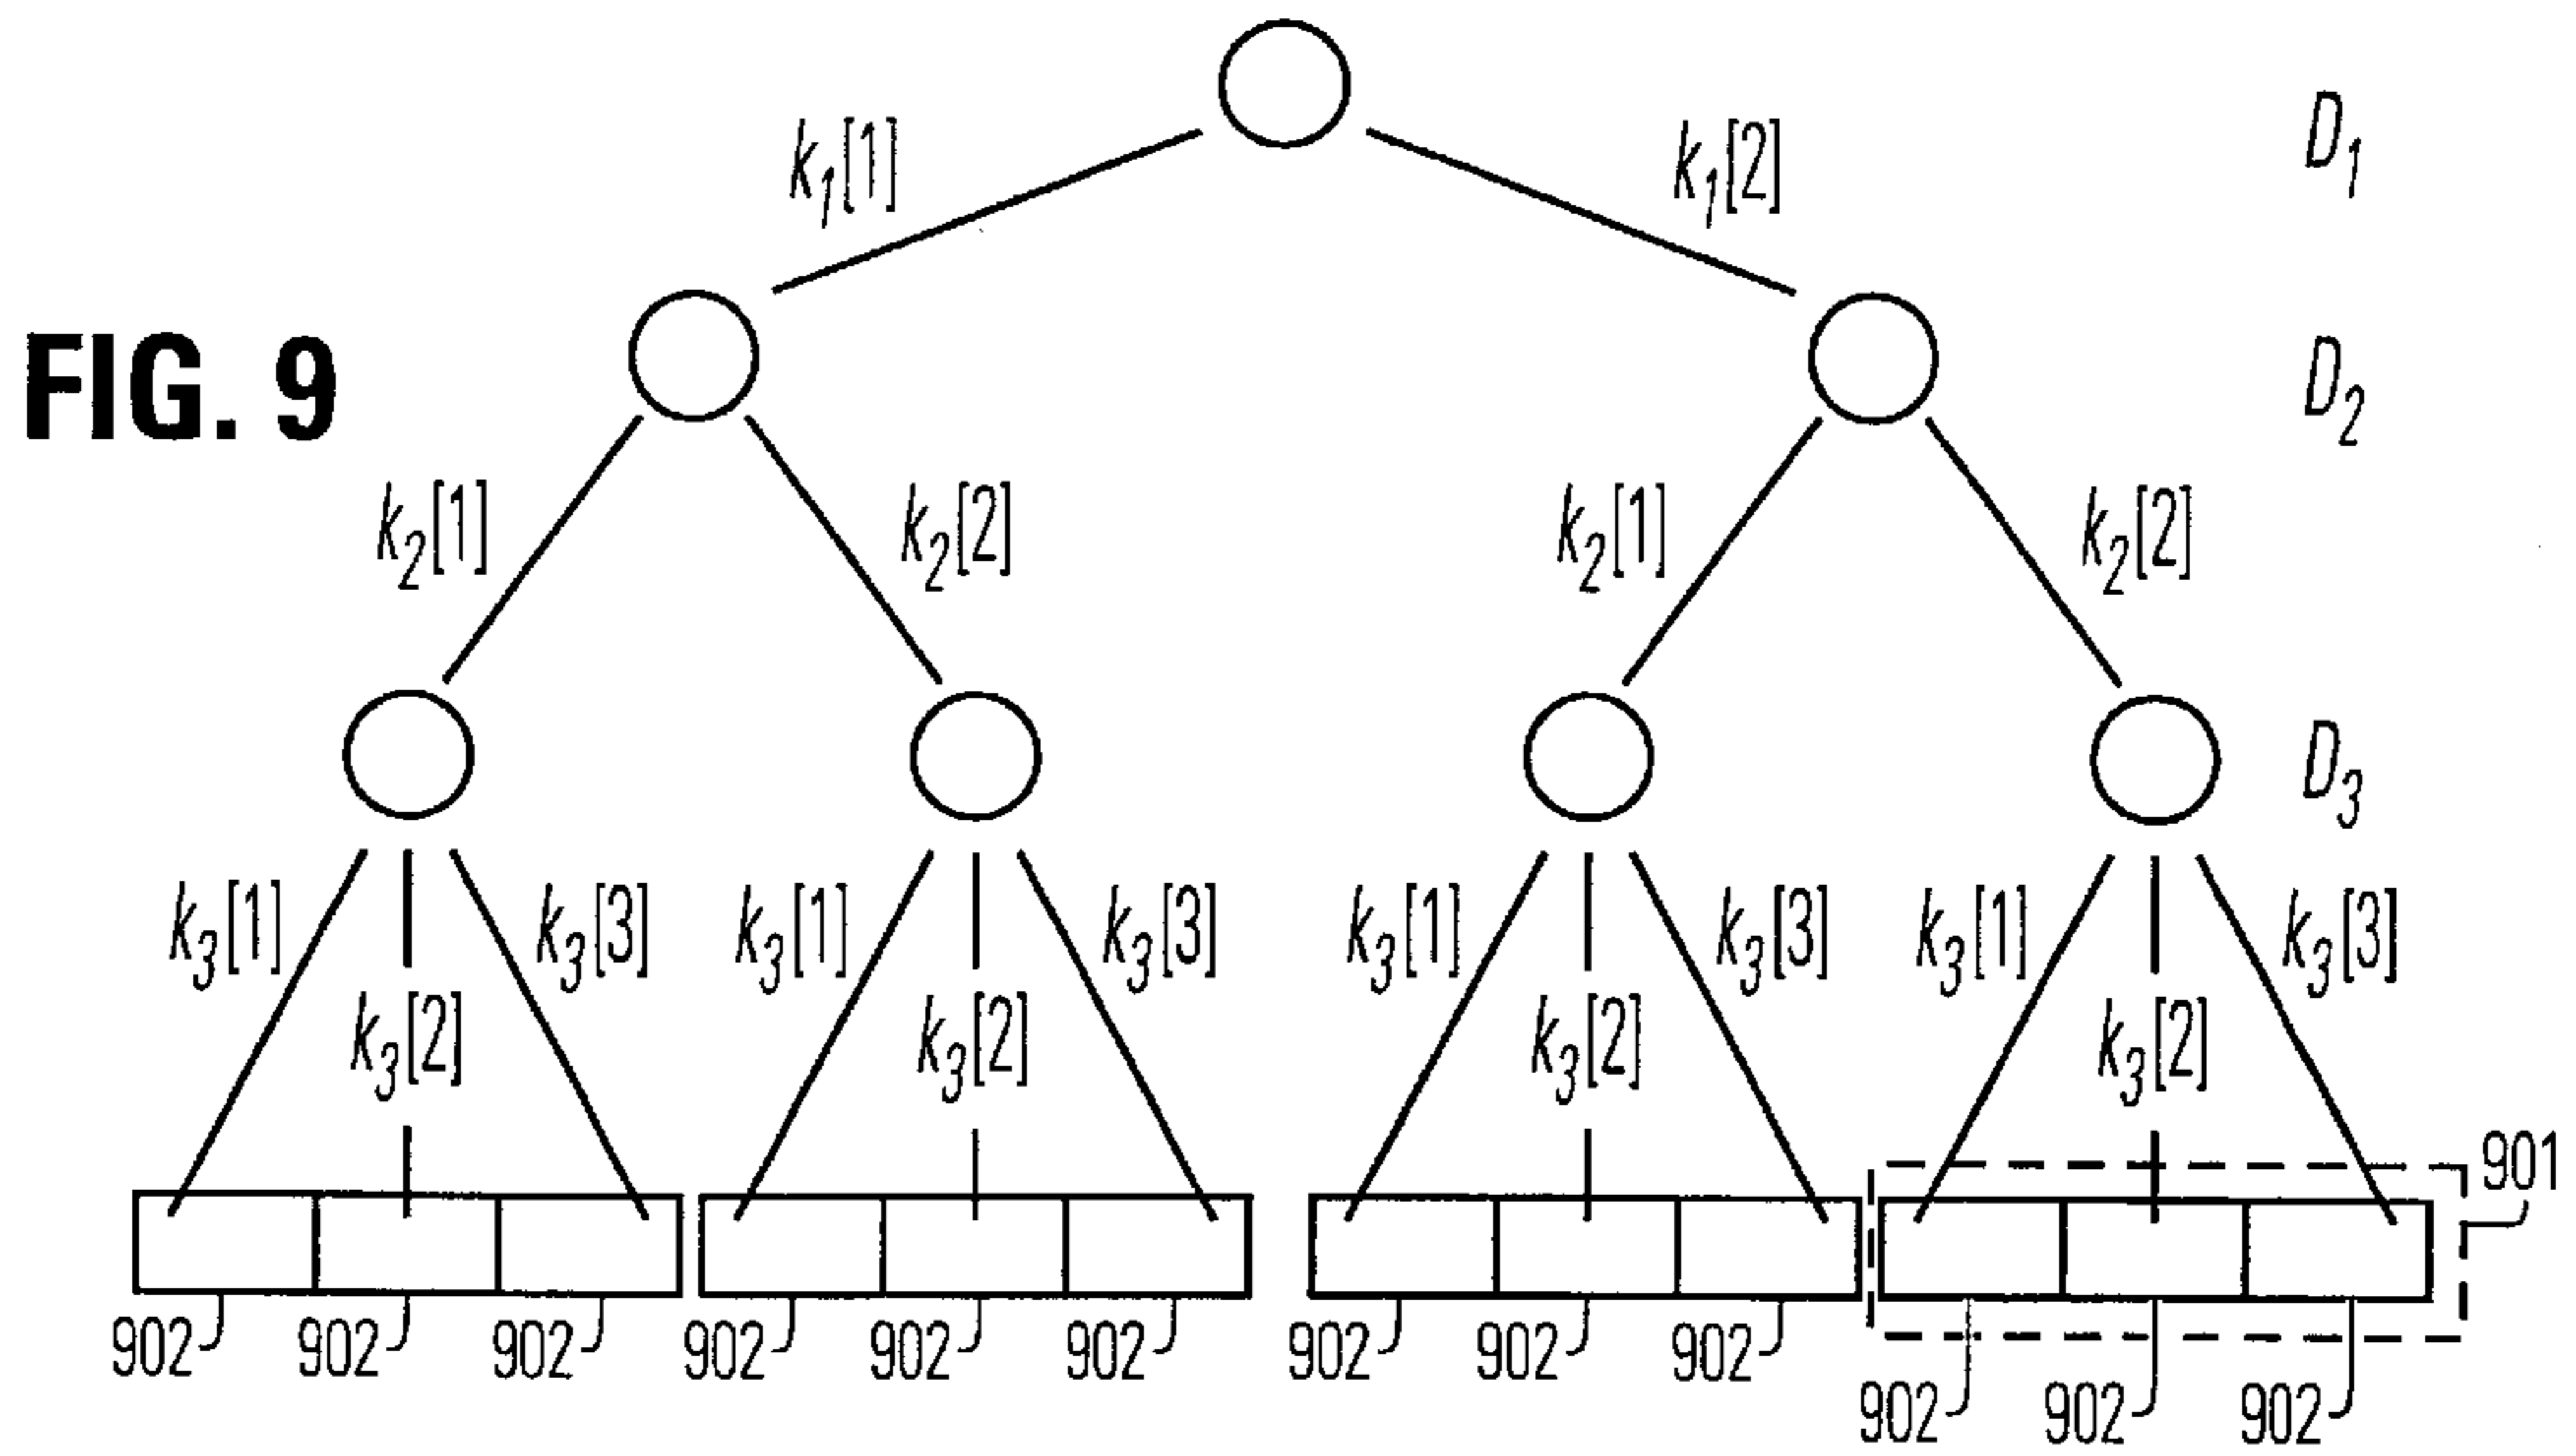 D₁
k₁[1] k₁[2]
FIG. 9
D₂
k₂[1] k₂[2] k₂[1] k₂[2]
D₃
k₃[1] k₃[3] k₃[1] k₃[3] k₃[1] k₃[3] k₃[1] k₃[3]
k₃[2] k₃[2] k₃[2] k₃[2]
901
902 902 902 902 902 902 902 902 902
902 902 902